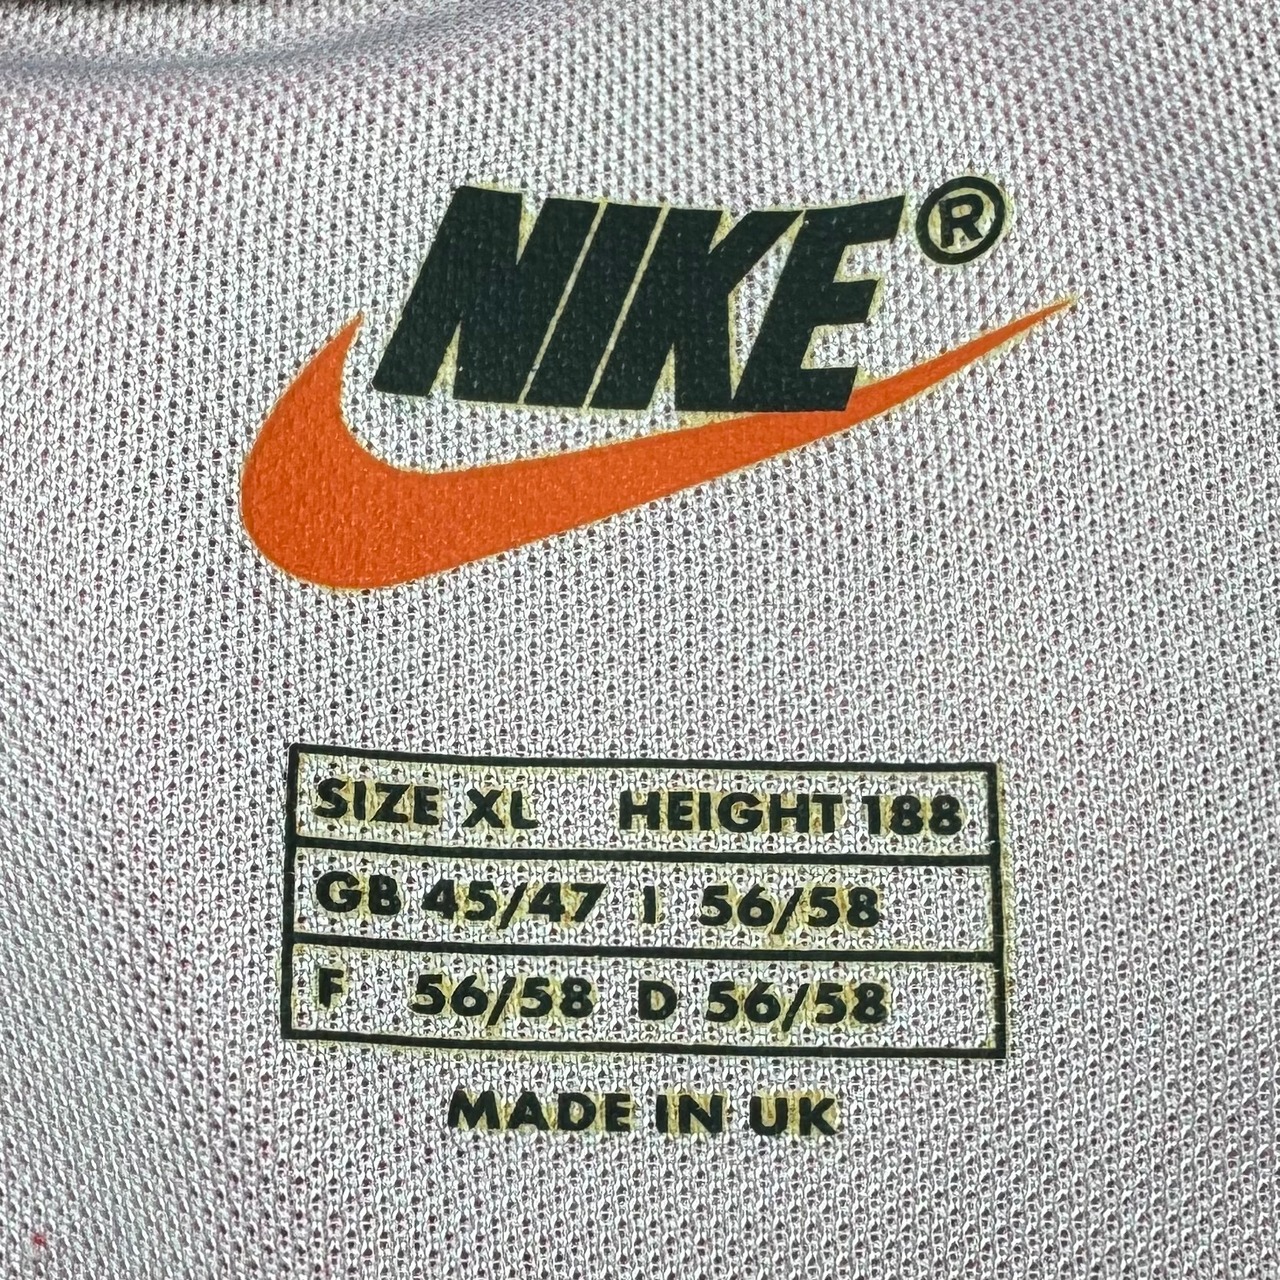 NIKE®
SIZE XL HEIGHT 188
GB 45/47 I 56/58
F 56/58 D 56/58
MADE IN UK